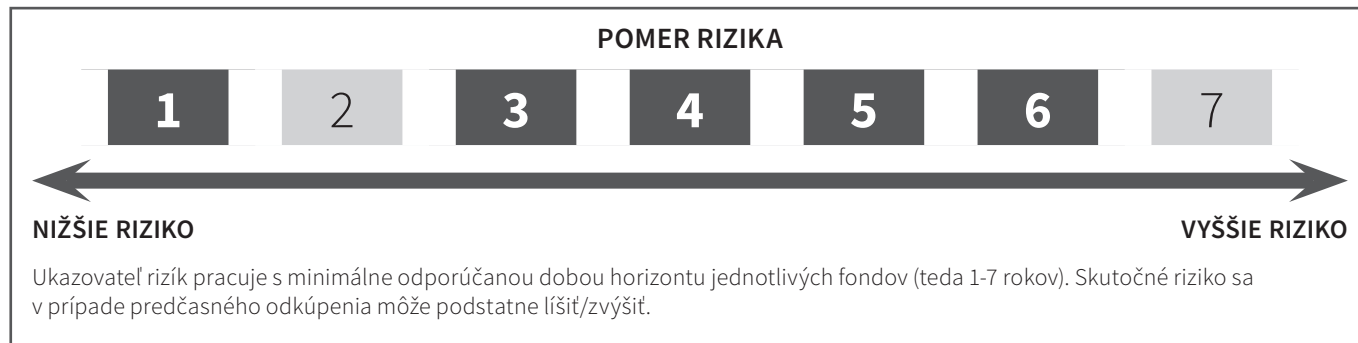 POMER RIZIKA
1 2 3 4 5 6 7
NIŽŠIE RIZIKO VYŠŠIE RIZIKO
Ukazovateľ rizík pracuje s minimálne odporúčanou dobou horizontu jednotlivých fondov (teda 1-7 rokov). Skutočné riziko sa
v prípade predčasného odkúpenia môže podstatne líšiť/zvýšiť.